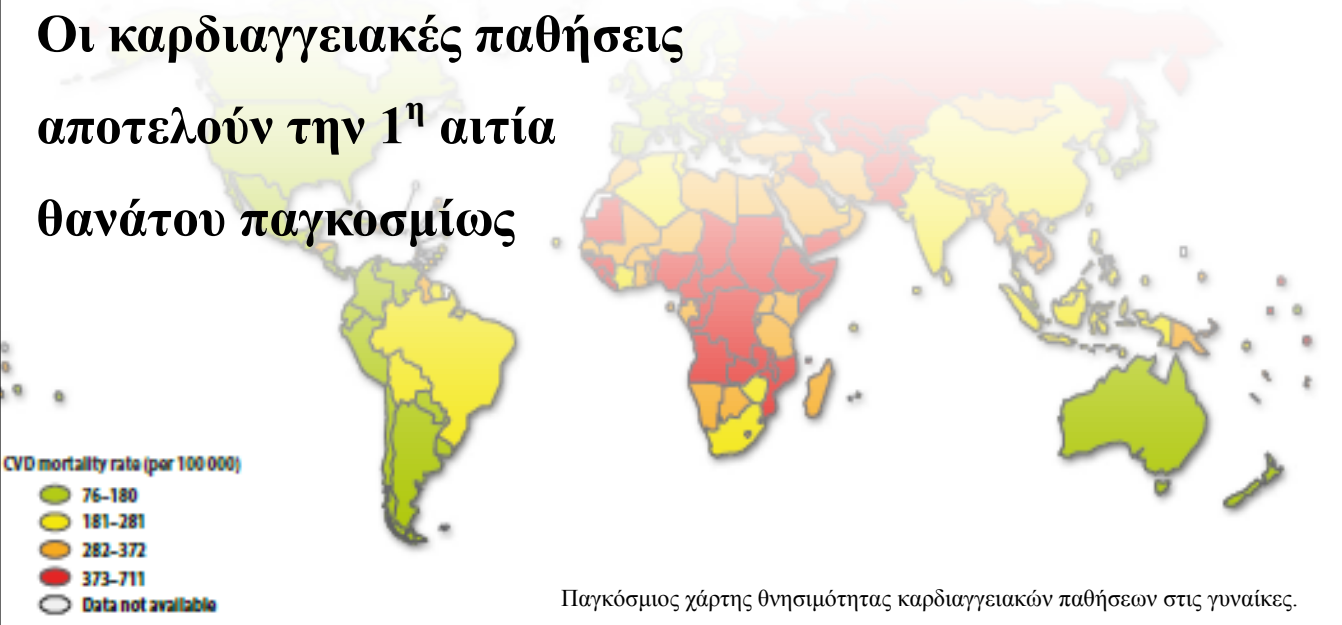 Οι καρδιαγγειακές παθήσεις
αποτελούν την 1η αιτία
θανάτου παγκοσμίως
CVD mortality rate (per 100 000)
76–180
181–281
282–372
373–711
Data not available
Παγκόσμιος χάρτης θνησιμότητας καρδιαγγειακών παθήσεων στις γυναίκες.